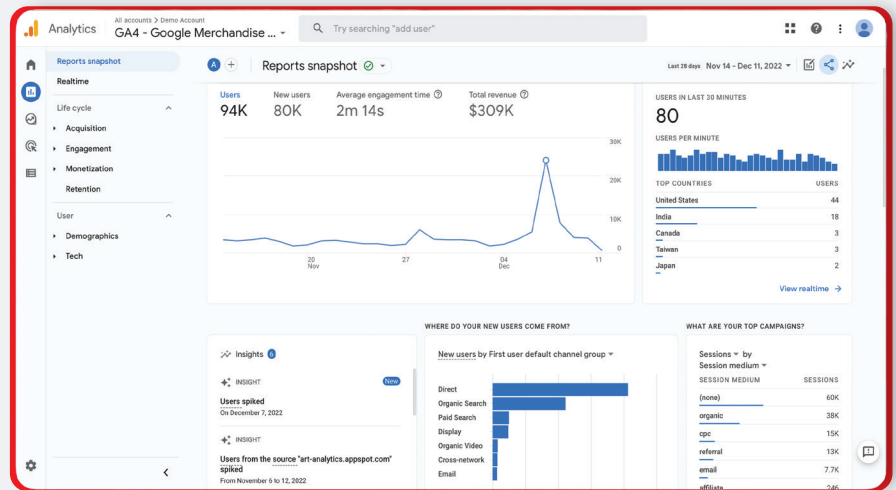 Analytics
All accounts > Demo Account
GA4 - Google Merchandise ...
Try searching "add user"
Reports snapshot
Realtime
Life cycle
Acquisition
Engagement
Monetization
Retention
User
Demographics
Tech
A
Reports snapshot
Last 28 days Nov 14 - Dec 11, 2022
Users
94K
New users
80K
Average engagement time
2m 14s
Total revenue
$309K
30K
20K
10K
0
20
Nov
27
04
Dec
11
USERS IN LAST 30 MINUTES
80
USERS PER MINUTE
TOP COUNTRIES USERS
United States 44
India 18
Canada 3
Taiwan 3
Japan 2
View realtime
Insights 6
INSIGHT New
Users spiked
On December 7, 2022
INSIGHT
Users from the source "art-analytics.appspot.com"
spiked
From November 6 to 12, 2022
WHERE DO YOUR NEW USERS COME FROM?
New users by First user default channel group
Direct
Organic Search
Paid Search
Display
Organic Video
Cross-network
Email
WHAT ARE YOUR TOP CAMPAIGNS?
Sessions by
Session medium
SESSION MEDIUM SESSIONS
(none) 60K
organic 38K
cpc 15K
referral 13K
email 7.7K
affiliate 246